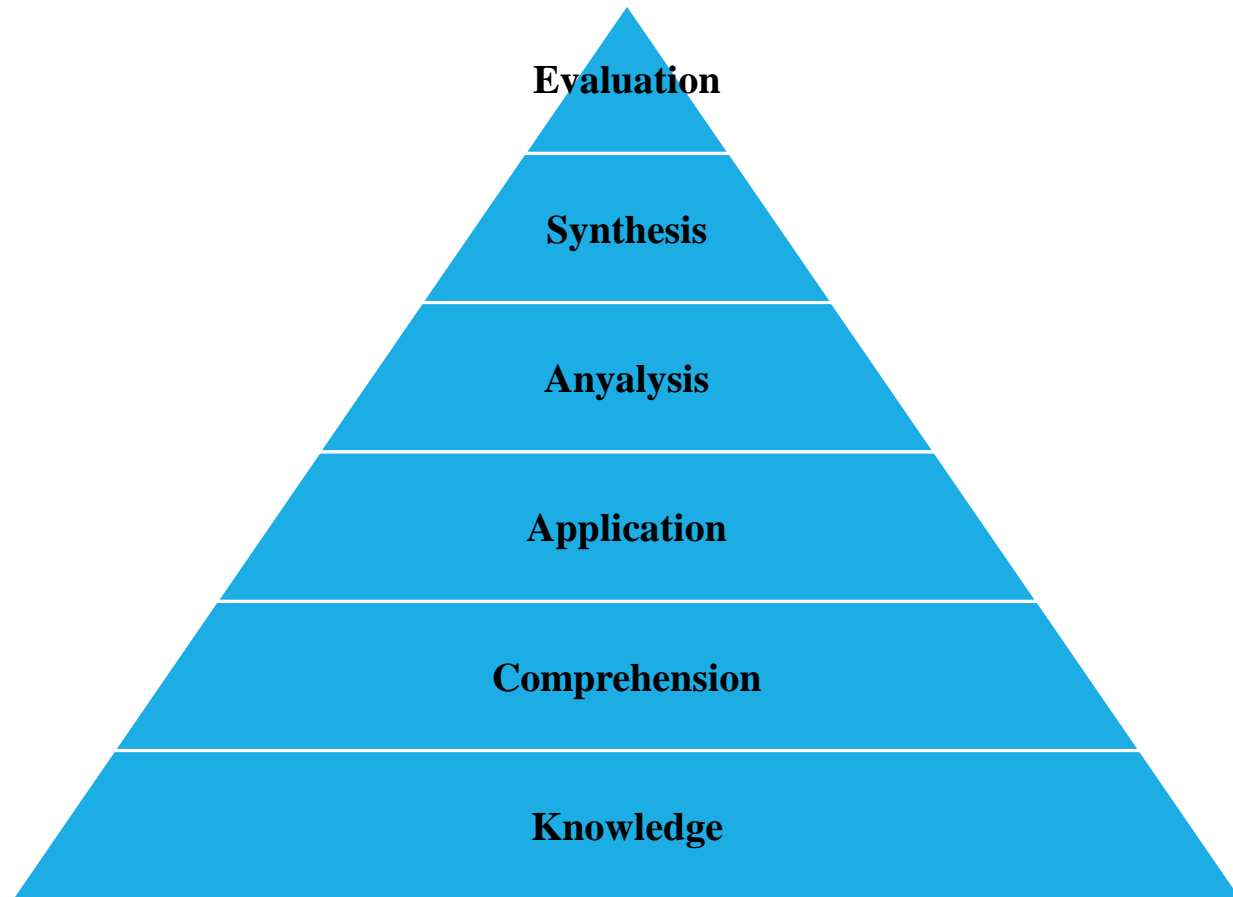 Evaluation
Synthesis
Anyalysis
Application
Comprehension
Knowledge